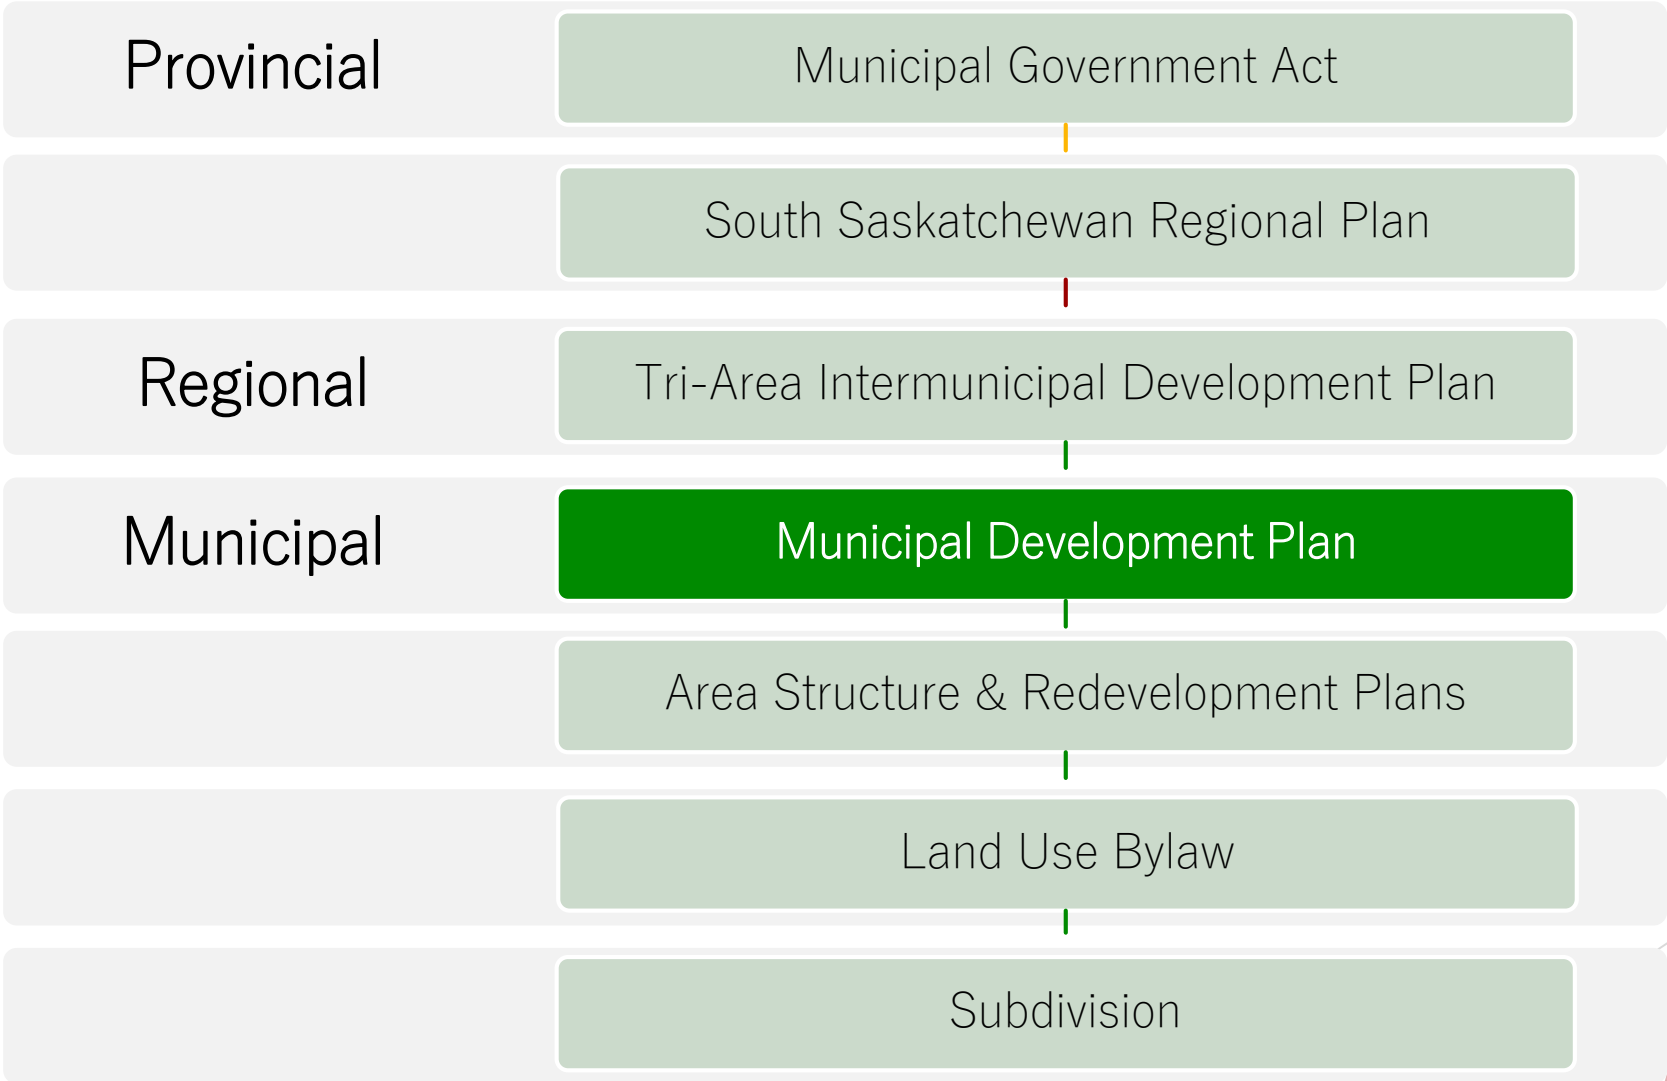 Provincial
Municipal Government Act
South Saskatchewan Regional Plan
Regional
Tri-Area Intermunicipal Development Plan
Municipal
Municipal Development Plan
Area Structure & Redevelopment Plans
Land Use Bylaw
Subdivision